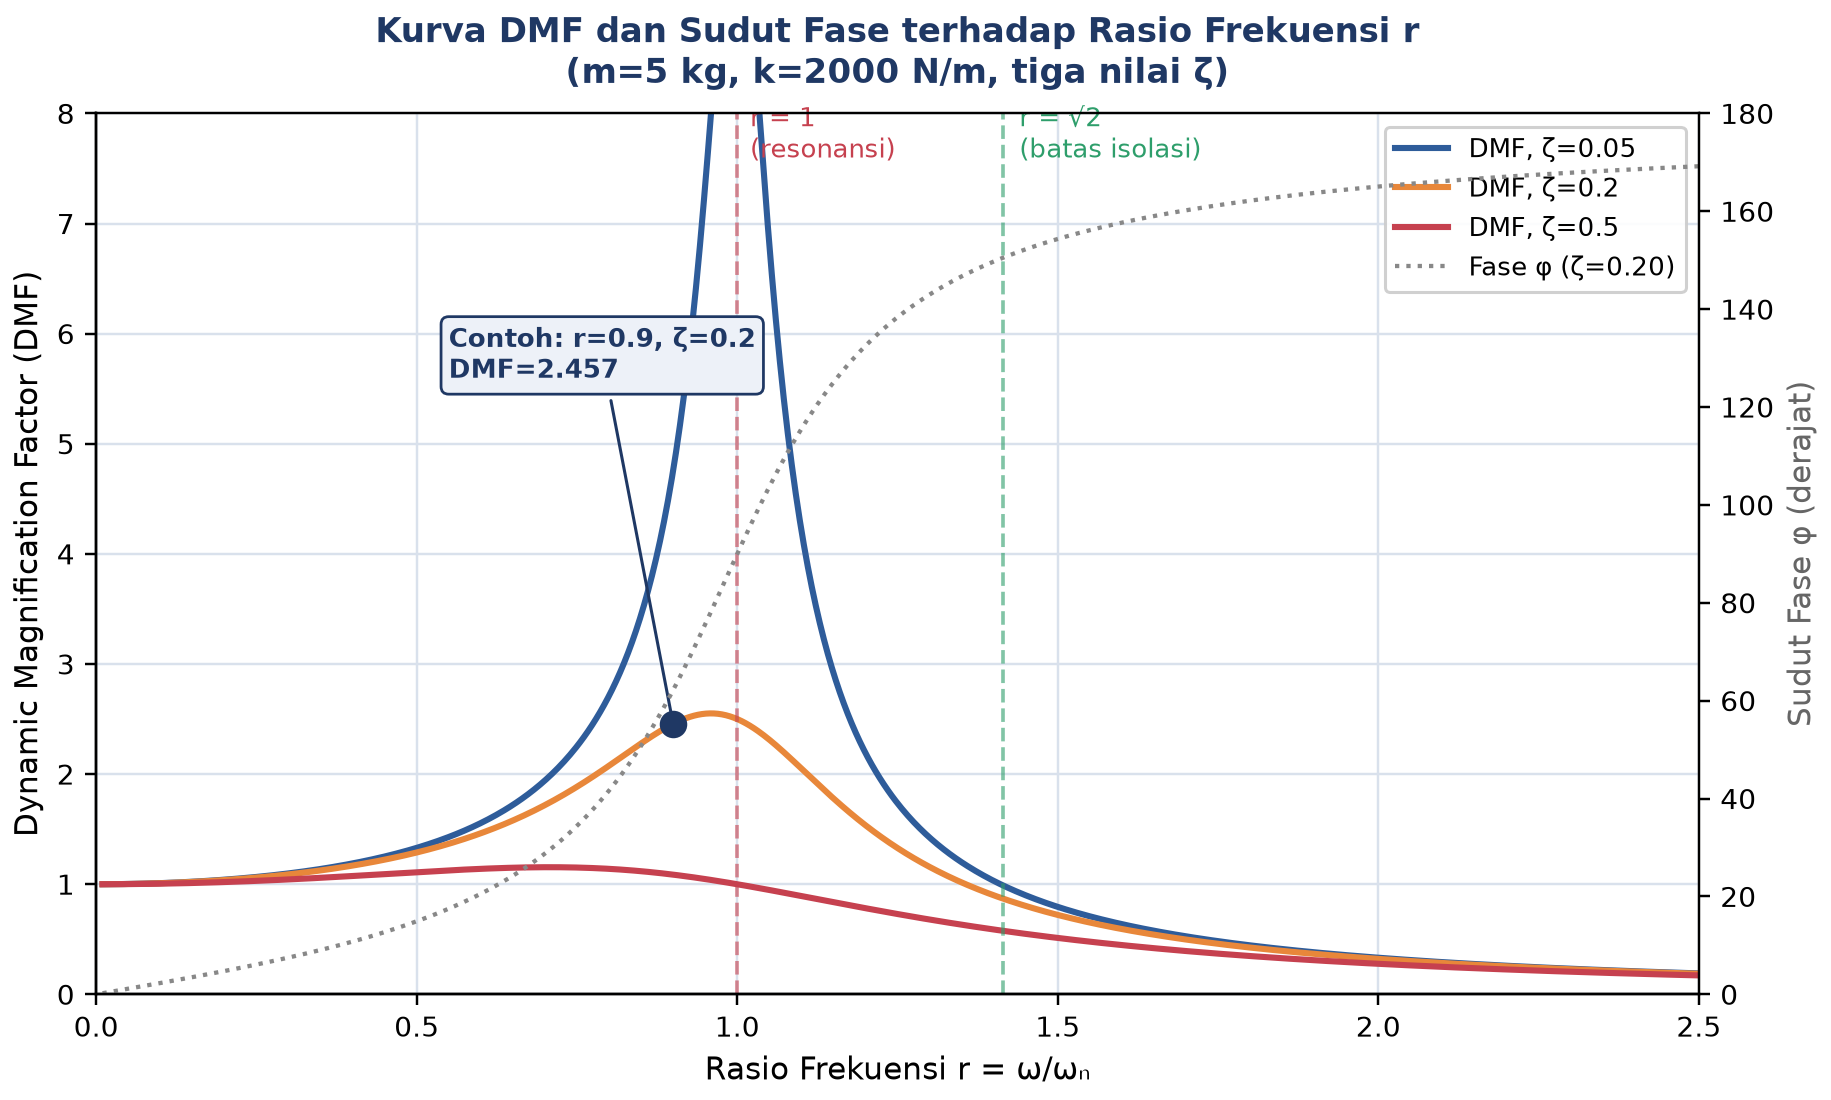 Kurva DMF dan Sudut Fase terhadap Rasio Frekuensi r
(m=5 kg, k=2000 N/m, tiga nilai ζ)
r = 1
(resonansi)
r = √2
(batas isolasi)
DMF, ζ=0.05
DMF, ζ=0.2
DMF, ζ=0.5
Fase φ (ζ=0.20)
Contoh: r=0.9, ζ=0.2
DMF=2.457
Dynamic Magnification Factor (DMF)
8
7
6
5
4
3
2
1
0
180
160
140
120
100
80
60
40
20
0
Sudut Fase φ (derajat)
0.0 0.5 1.0 1.5 2.0 2.5
Rasio Frekuensi r = ω/ωₙ